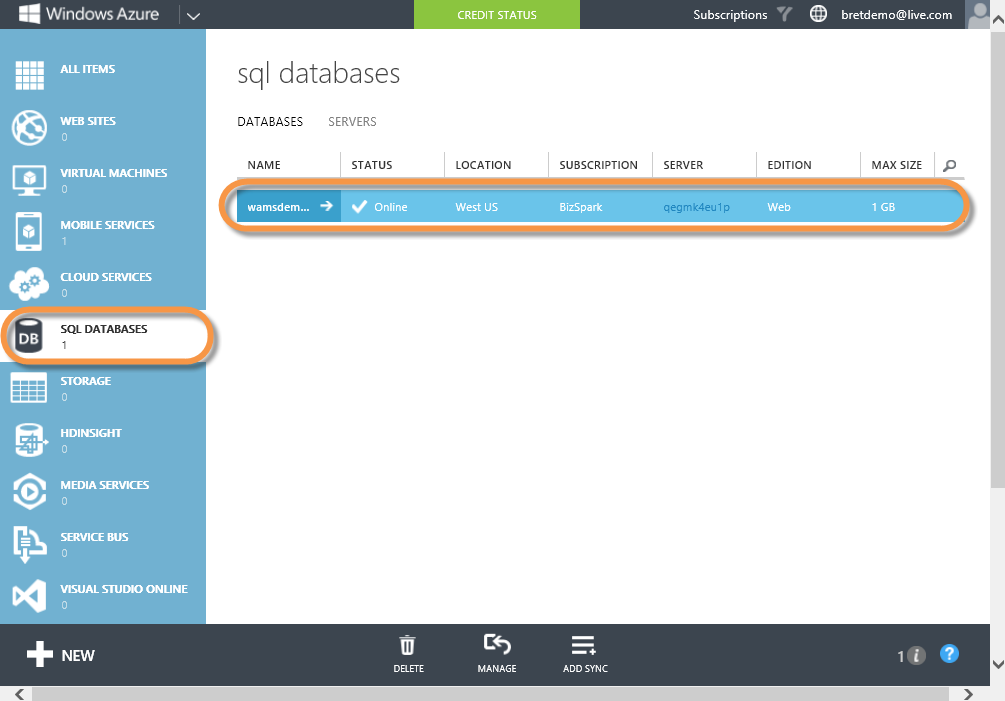 Windows Azure
CREDIT STATUS
Subscriptions
bretdemo@live.com
ALL ITEMS
WEB SITES
0
VIRTUAL MACHINES
0
MOBILE SERVICES
1
CLOUD SERVICES
0
DB
SQL DATABASES
1
STORAGE
0
HDINSIGHT
0
MEDIA SERVICES
0
SERVICE BUS
0
VISUAL STUDIO ONLINE
0
sql databases
DATABASES SERVERS
NAME STATUS LOCATION SUBSCRIPTION SERVER EDITION MAX SIZE
wamsdem... Online West US BizSpark qegmk4eu1p Web 1 GB
NEW
DELETE
MANAGE
ADD SYNC
1 i ?